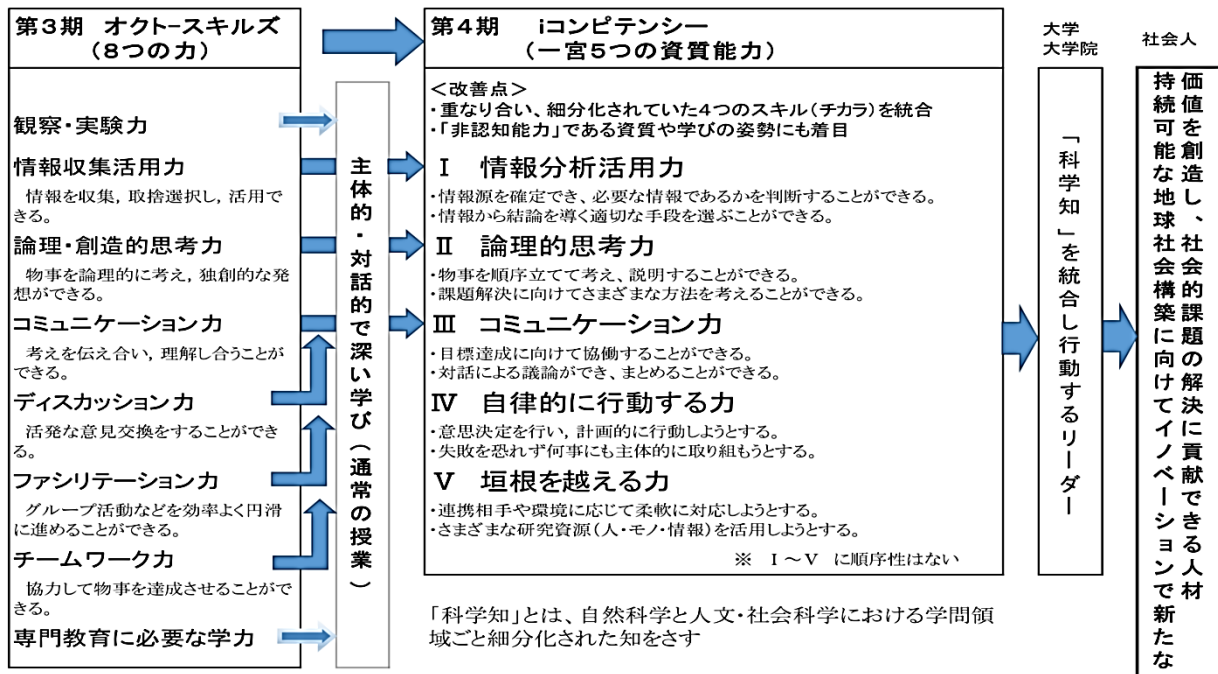 第3期 オクト-スキルズ
(8つの力)
観察・実験力
情報収集活用力
情報を収集，取捨選択し，活用で
きる。
論理・創造的思考力
物事を論理的に考え，独創的な発
想ができる。
コミュニケーション力
考えを伝え合い，理解し合うことが
できる。
ディスカッション力
活発な意見交換をすることができ
る。
ファシリテーション力
グループ活動などを効率よく円滑
に進めることができる。
チームワーク力
協力して物事を達成させることがで
きる。
専門教育に必要な学力
主体的・対話的で深い学び(通常の授業)
第4期 iコンピテンシー
(一宮5つの資質能力)
＜改善点＞
・重なり合い、細分化されていた4つのスキル(チカラ)を統合
・「非認知能力」である資質や学びの姿勢にも着目
Ⅰ 情報分析活用力
・情報源を確定でき、必要な情報であるかを判断することができる。
・情報から結論を導く適切な手段を選ぶことができる。
Ⅱ 論理的思考力
・物事を順序立てて考え、説明することができる。
・課題解決に向けてさまざまな方法を考えることができる。
Ⅲ コミュニケーション力
・目標達成に向けて協働することができる。
・対話による議論ができ、まとめることができる。
Ⅳ 自律的に行動する力
・意思決定を行い，計画的に行動しようとする。
・失敗を恐れず何事にも主体的に取り組もうとする。
Ⅴ 垣根を越える力
・連携相手や環境に応じて柔軟に対応しようとする。
・さまざまな研究資源(人・モノ・情報)を活用しようとする。
※ Ⅰ～Ⅴ に順序性はない
「科学知」とは、自然科学と人文・社会科学における学問領
域ごと細分化された知をさす
大学
大学院
「科学知」を統合し行動するリーダー
社会人
価値を創造し、社会的課題の解決に貢献できる人材
持続可能な地球社会構築に向けてイノベーションで新たな